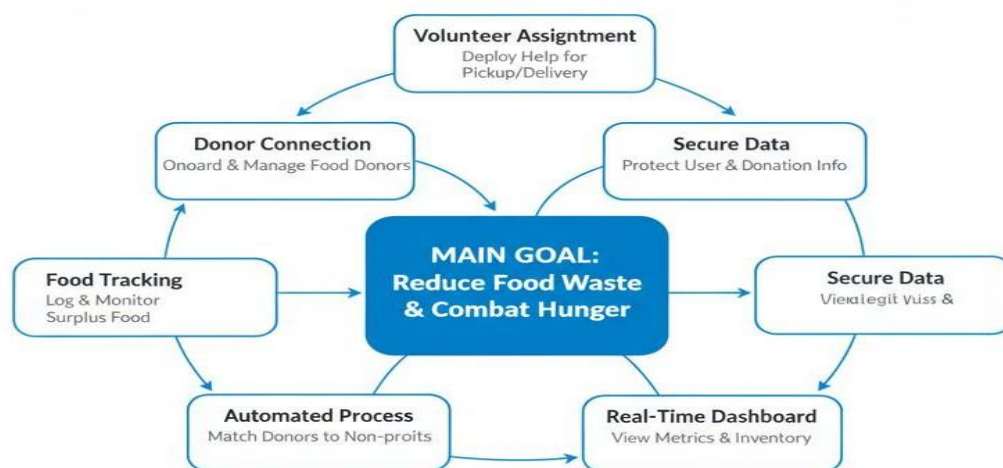 Volunteer Assigntment
Deploy Help for
Pickup/Delivery
Donor Connection
Onoard & Manage Food Donors
Secure Data
Protect User & Donation Info
MAIN GOAL:
Reduce Food Waste
& Combat Hunger
Food Tracking
Log & Monitor
Surplus Food
Secure Data
&
Automated Process
Match Donors to Non-proits
Real-Time Dashboard
View Metrics & Inventory